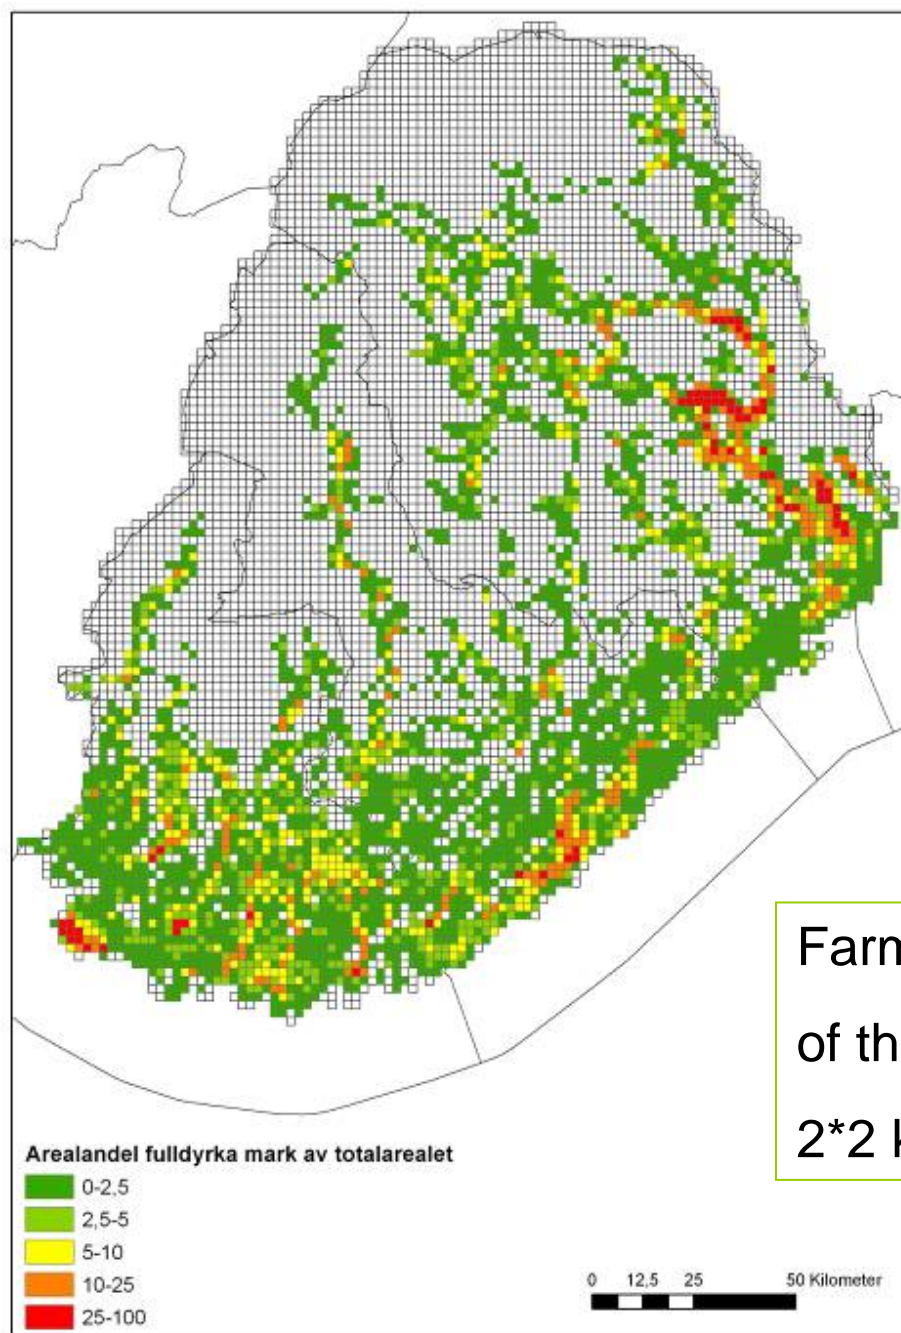 Farm
of th
2*2 k
Arealandel fulldyrka mark av totalarealet
0-2,5
2,5-5
5-10
10-25
25-100
0 12,5 25 50 Kilometer